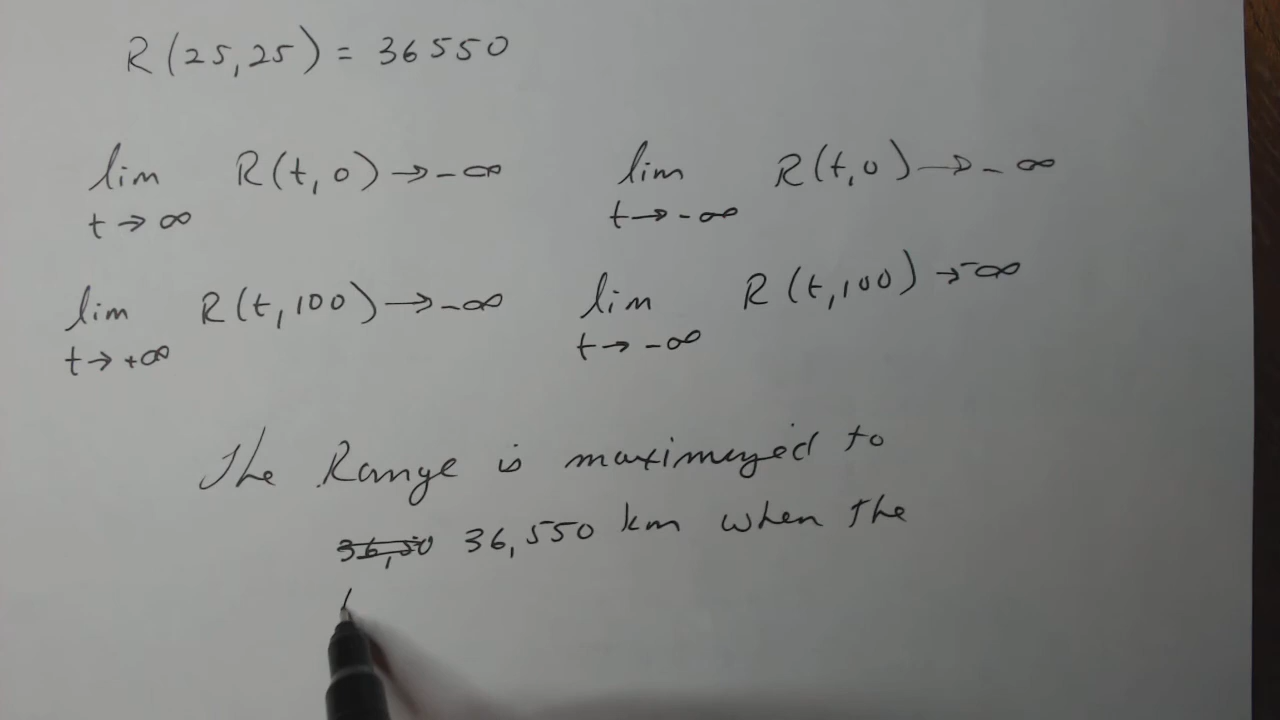 R(25,25) = 36550
lim R(t,0) → -∞ lim R(t,0) → -∞
t → ∞ t → -∞
lim R(t,100) → -∞ lim R(t,100) → -∞
t → +∞ t → -∞
The Range is maximized to
36,50 36,550 km when the